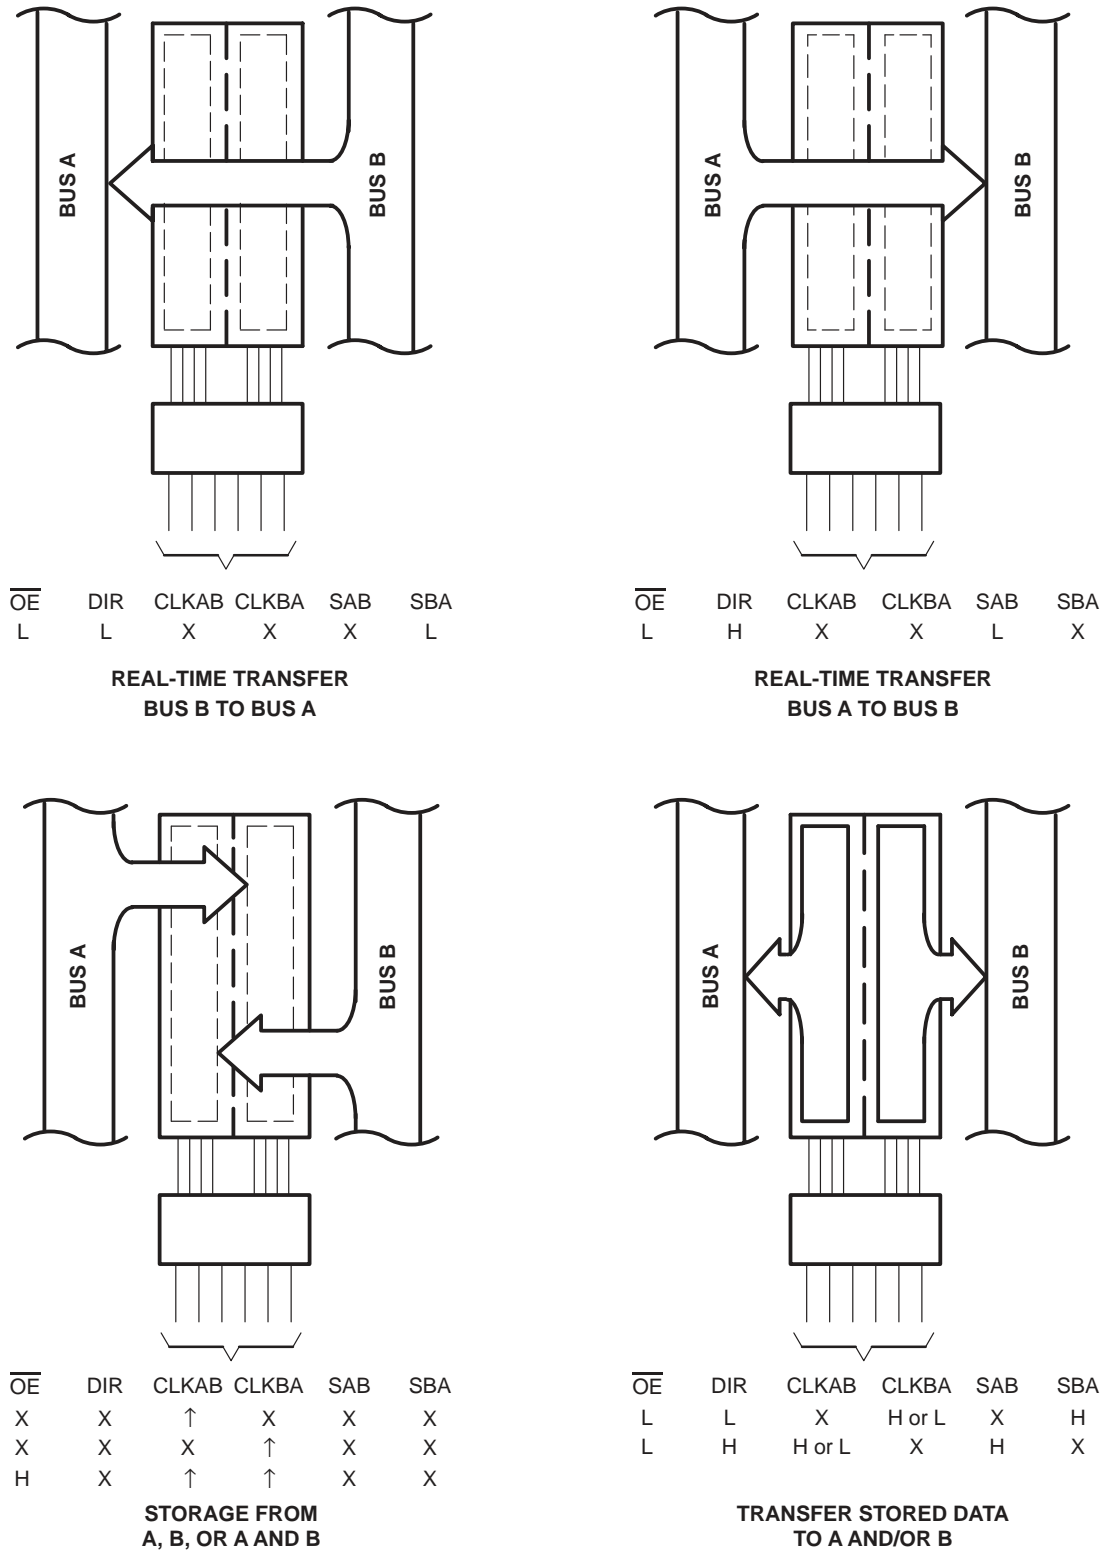 BUS A
BUS B
OE DIR CLKAB CLKBA SAB SBA
L L X X X L
REAL-TIME TRANSFER
BUS B TO BUS A
BUS A
BUS B
OE DIR CLKAB CLKBA SAB SBA
L H X X L X
REAL-TIME TRANSFER
BUS A TO BUS B
BUS A
BUS B
OE DIR CLKAB CLKBA SAB SBA
X X ↑ X X X
X X X ↑ X X
H X ↑ ↑ X X
STORAGE FROM
A, B, OR A AND B
BUS A
BUS B
OE DIR CLKAB CLKBA SAB SBA
L L X H or L X H
L H H or L X H X
TRANSFER STORED DATA
TO A AND/OR B